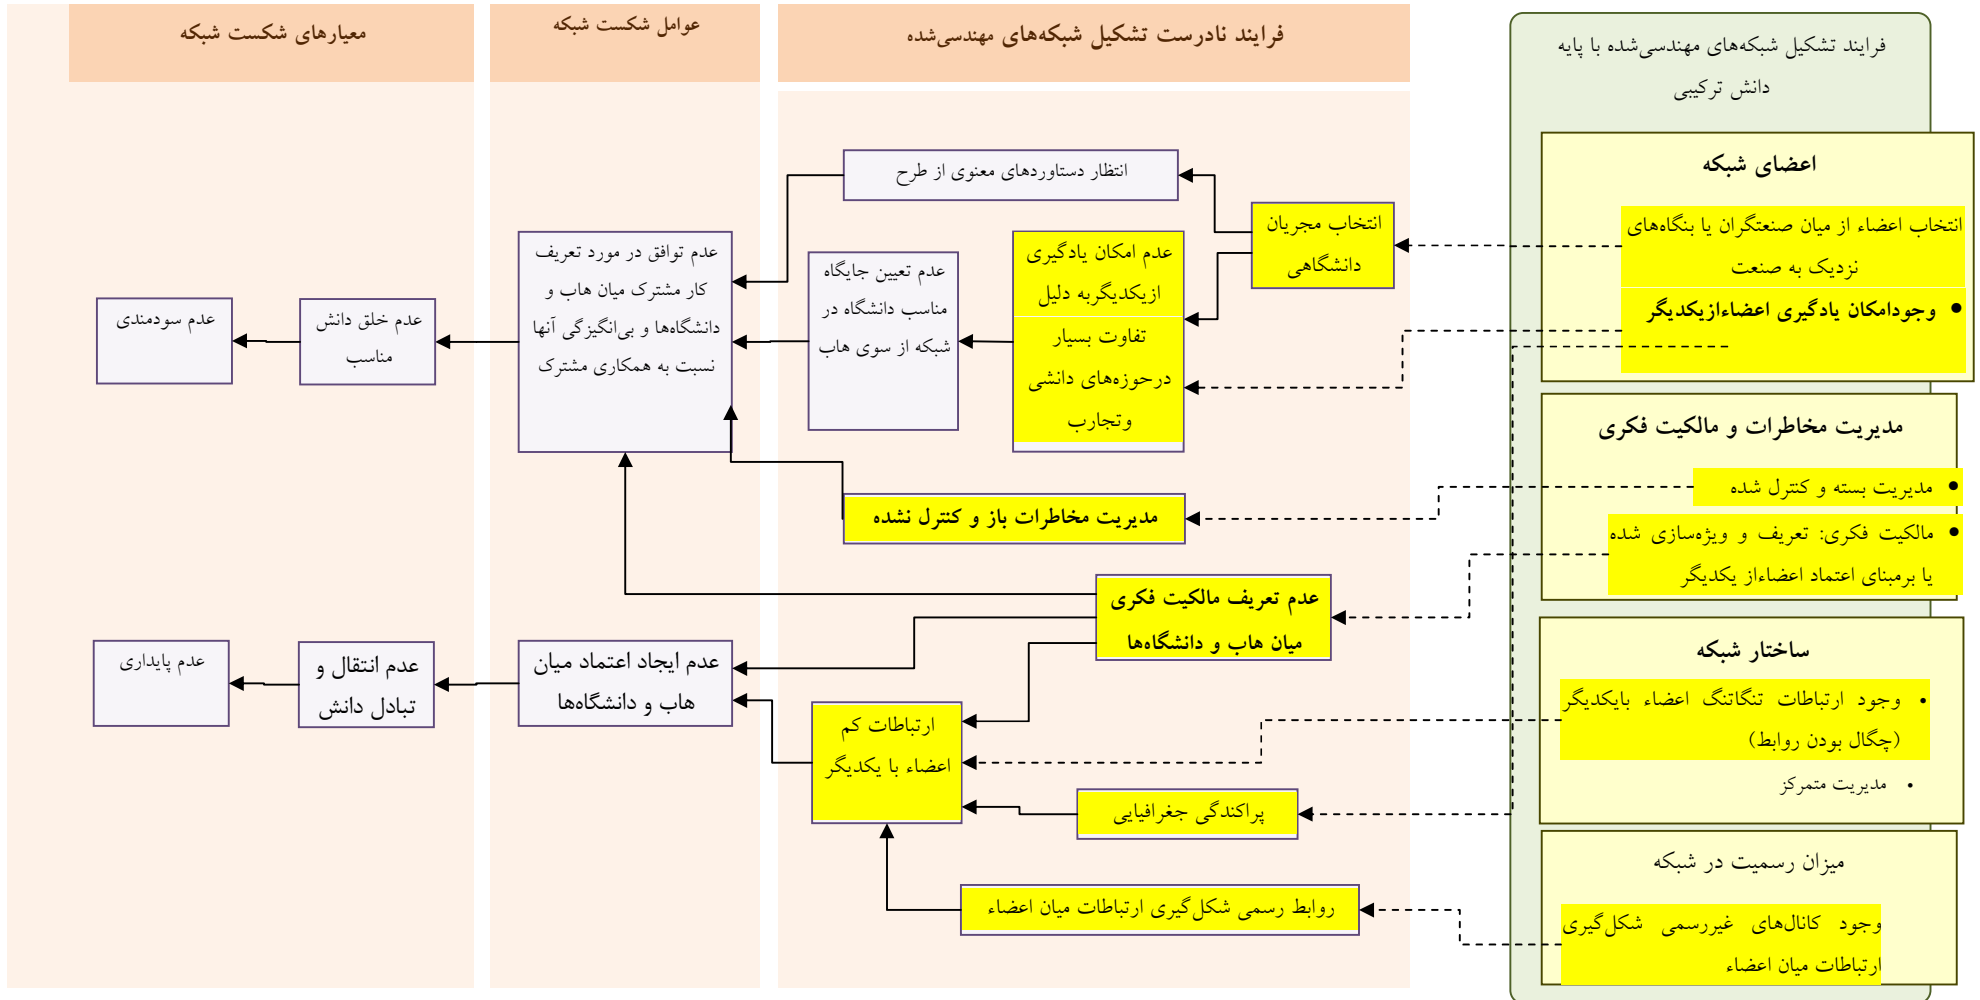 فرایند تشکیل شبکه‌های مهندسی‌شده با پایه
دانش ترکیبی
اعضای شبکه
انتخاب اعضاء از میان صنعتگران یا بنگاه‌های
نزدیک به صنعت
• وجودامکان یادگیری اعضاءازیکدیگر
مدیریت مخاطرات و مالکیت فکری
• مدیریت بسته و کنترل شده
• مالکیت فکری: تعریف و ویژه‌سازی شده
یا برمبنای اعتماد اعضاءاز یکدیگر
ساختار شبکه
• وجود ارتباطات تنگاتنگ اعضاء بایکدیگر
(چگال بودن روابط)
• مدیریت متمرکز
میزان رسمیت در شبکه
وجود کانال‌های غیررسمی شکل‌گیری
ارتباطات میان اعضاء
فرایند نادرست تشکیل شبکه‌های مهندسی‌شده
انتظار دستاوردهای معنوی از طرح
انتخاب مجریان
دانشگاهی
عدم امکان یادگیری
ازیکدیگربه دلیل
تفاوت بسیار
درحوزه‌های دانشی
وتجارب
عدم تعیین جایگاه
مناسب دانشگاه در
شبکه از سوی هاب
مدیریت مخاطرات باز و کنترل نشده
عدم تعریف مالکیت فکری
میان هاب و دانشگاه‌ها
ارتباطات کم
اعضاء با یکدیگر
پراکندگی جغرافیایی
روابط رسمی شکل‌گیری ارتباطات میان اعضاء
عوامل شکست شبکه
عدم توافق در مورد تعریف
کار مشترک میان هاب و
دانشگاه‌ها و بی‌انگیزگی آنها
نسبت به همکاری مشترک
عدم ایجاد اعتماد میان
هاب و دانشگاه‌ها
معیارهای شکست شبکه
عدم خلق دانش
مناسب
عدم سودمندی
عدم انتقال و
تبادل دانش
عدم پایداری